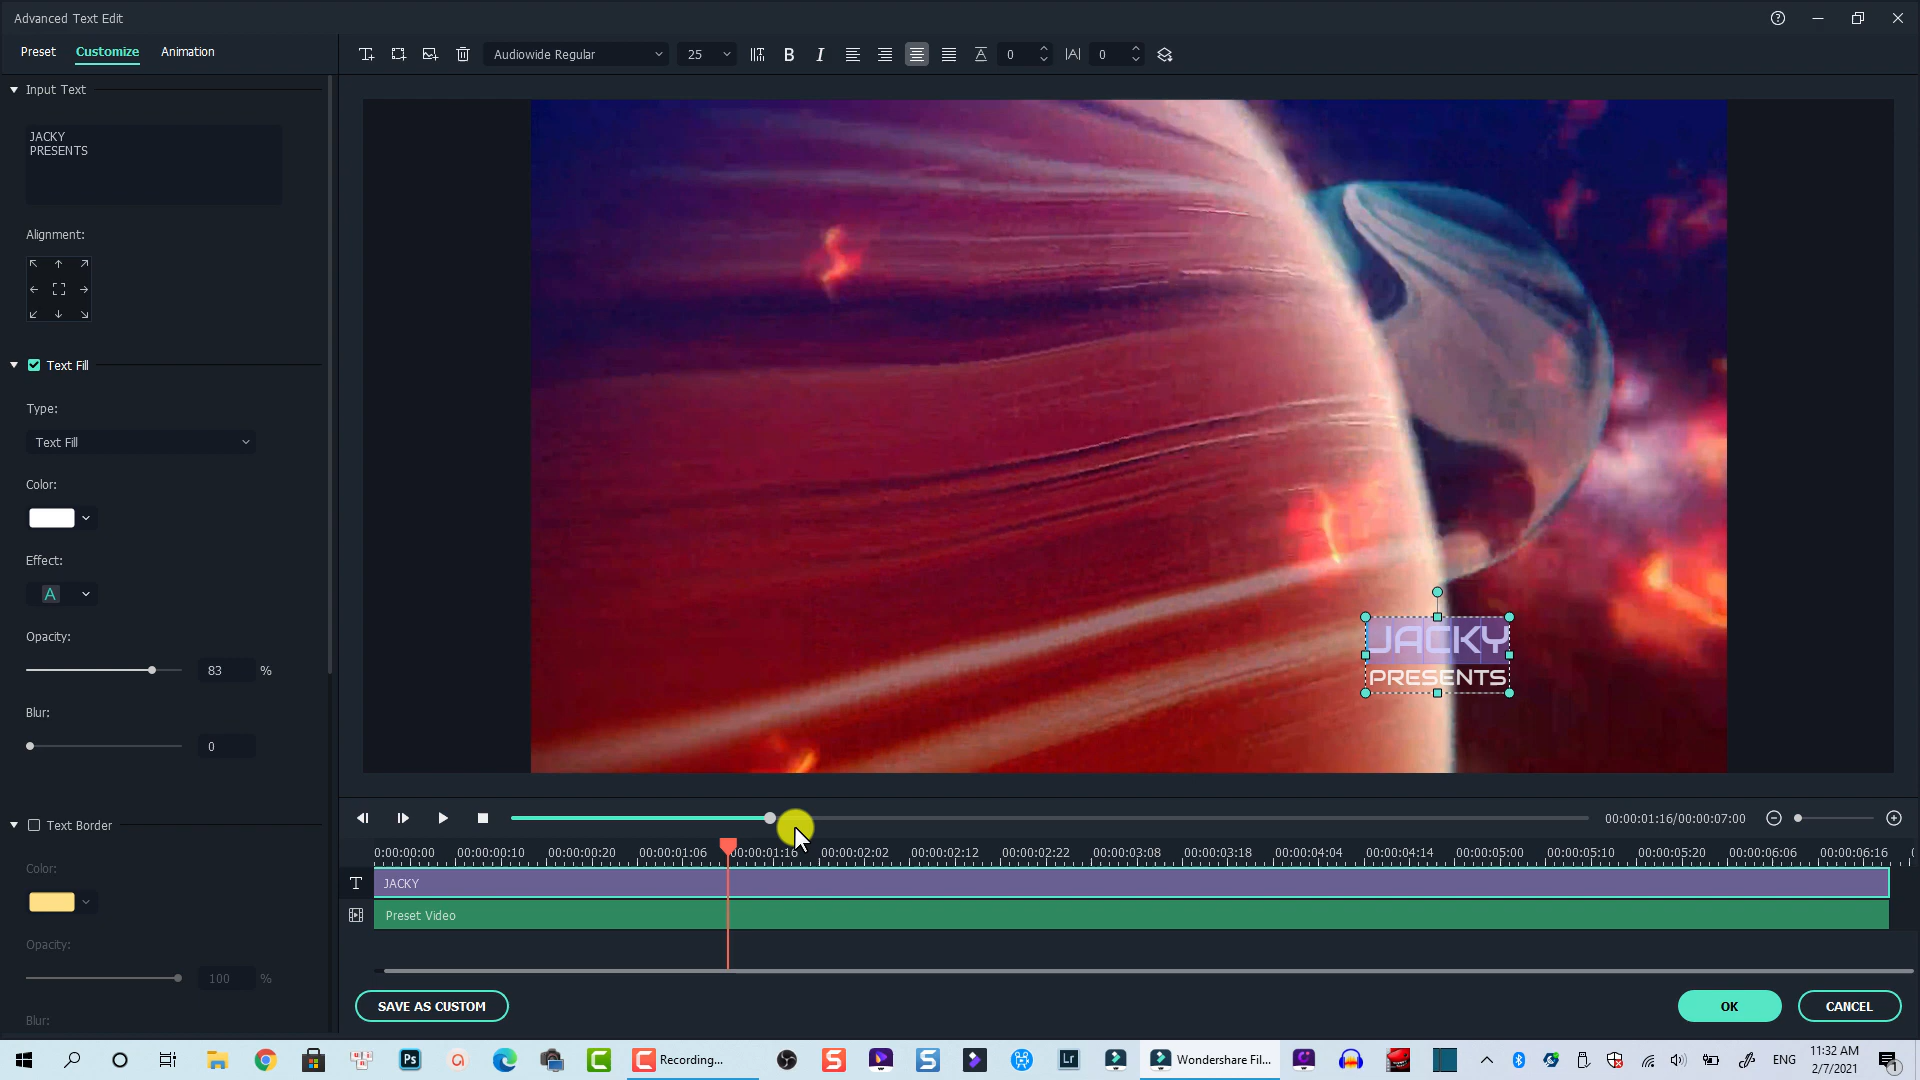 Advanced Text Edit
Preset Customize Animation
Audiowide Regular 25 B I 0 0
Input Text
JACKY
PRESENTS
Alignment:
Text Fill
Type:
Text Fill
Color:
Effect:
A
Opacity:
83 %
Blur:
0
Text Border
Color:
Opacity:
100 %
Blur:
JACKY
PRESENTS
00:00:01:16/00:00:07:00
0:00:00:00 00:00:00:10 00:00:00:20 00:00:01:06 00:00:01:16 00:00:02:02 00:00:02:12 00:00:02:22 00:00:03:08 00:00:03:18 00:00:04:04 00:00:04:14 00:00:05:00 00:00:05:10 00:00:05:20 00:00:06:06 00:00:06:16
T JACKY
Preset Video
SAVE AS CUSTOM OK CANCEL
Ps Recording... Lr Wondershare Fil... ENG 11:32 AM
2/7/2021